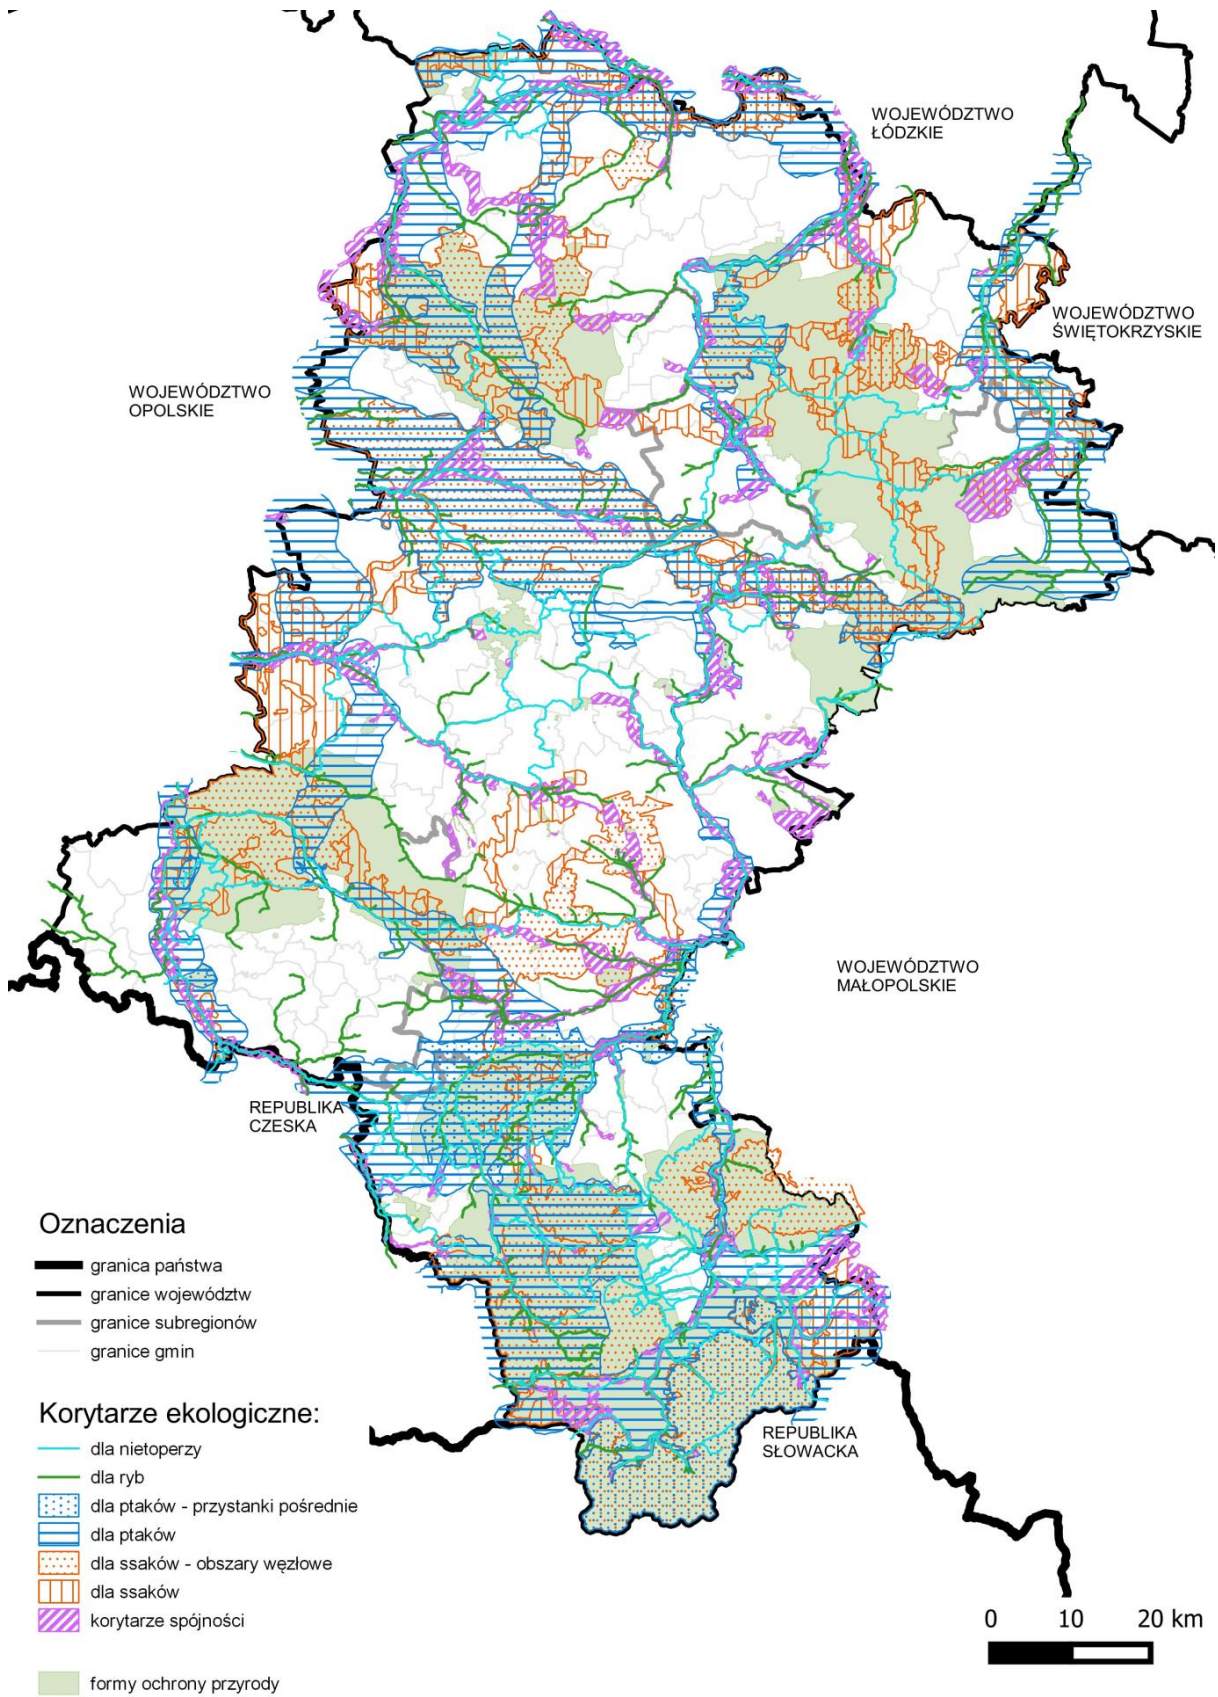 WOJEWÓDZTWO
ŁÓDZKIE
WOJEWÓDZTWO
ŚWIĘTOKRZYSKIE
WOJEWÓDZTWO
OPOLSKIE
WOJEWÓDZTWO
MAŁOPOLSKIE
REPUBLIKA
CZESKA
REPUBLIKA
SŁOWACKA
Oznaczenia
granica państwa
granice województw
granice subregionów
granice gmin
Korytarze ekologiczne:
dla nietoperzy
dla ryb
dla ptaków - przystanki pośrednie
dla ptaków
dla ssaków - obszary węzłowe
dla ssaków
korytarze spójności
formy ochrony przyrody
0 10 20 km